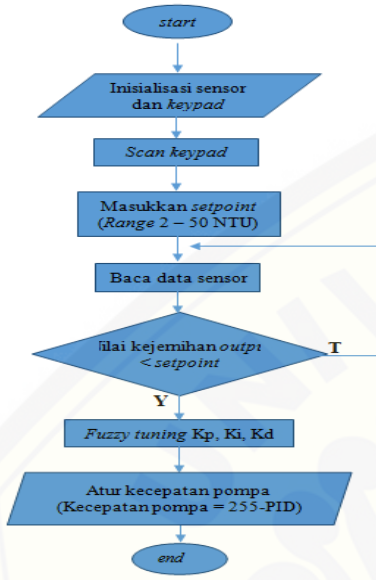 start
Inisialisasi sensor
dan keypad
Scan keypad
Masukkan setpoint
(Range 2 – 50 NTU)
Baca data sensor
kejernihan
< setpoint
T
Y
Fuzzy tuning Kp, Ki, Kd
Atur kecepatan pompa
(Kecepatan pompa = 255-PID)
end